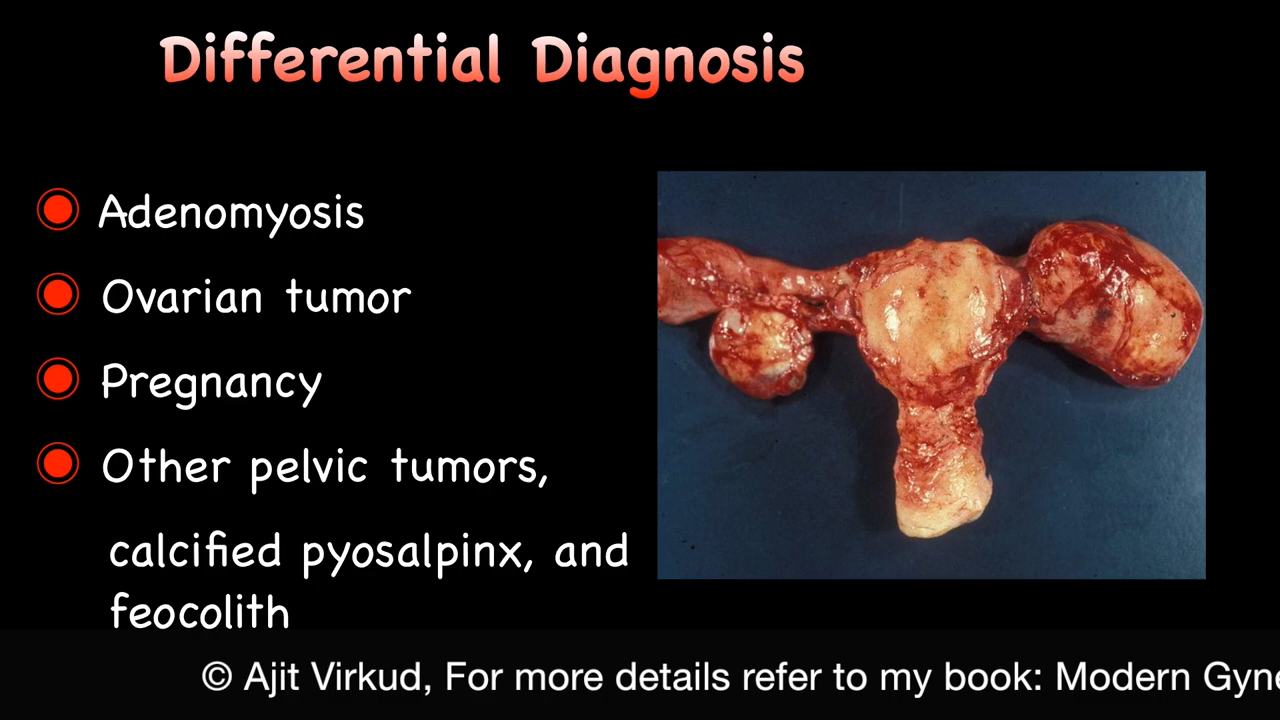 Differential Diagnosis
Adenomyosis
Ovarian tumor
Pregnancy
Other pelvic tumors,
calcified pyosalpinx, and
feocolith
© Ajit Virkud, For more details refer to my book: Modern Gyne